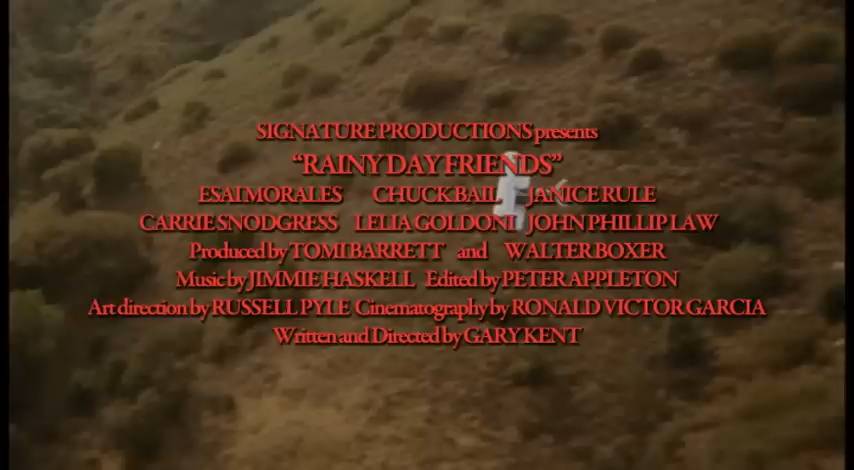 SIGNATURE PRODUCTIONS presents
“RAINY DAY FRIENDS”
ESAI MORALES CHUCK BAIL JANICE RULE
CARRIE SNODGRESS LELIA GOLDONI JOHN PHILLIP LAW
Produced by TOMI BARRETT and WALTER BOXER
Music by JIMMIE HASKELL Edited by PETER APPLETON
Art direction by RUSSELL PYLE Cinematography by RONALD VICTOR GARCIA
Written and Directed by GARY KENT